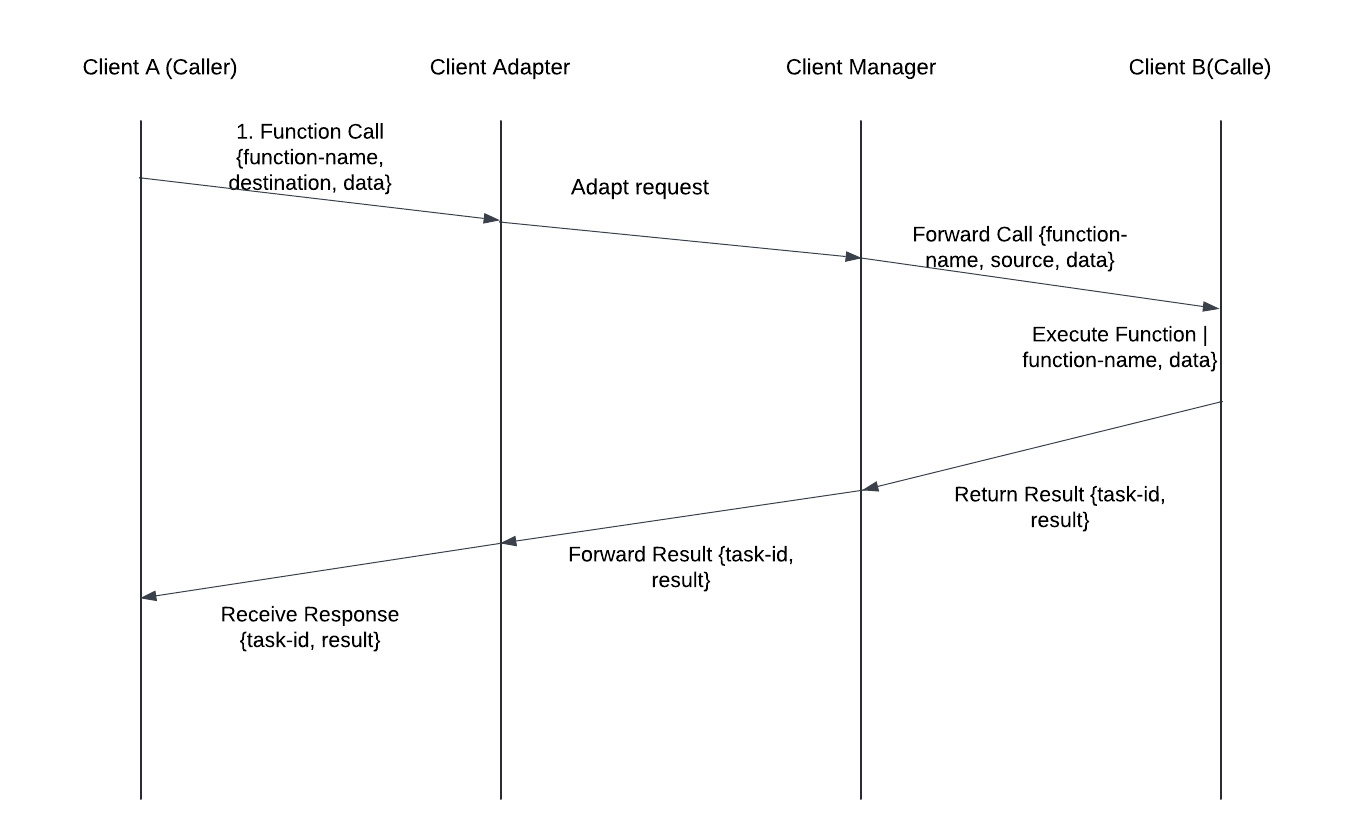 Client A (Caller)
Client Adapter
Client Manager
Client B(Calle)
1. Function Call
{function-name,
destination, data}
Adapt request
Forward Call {function-
name, source, data}
Execute Function |
function-name, data}
Return Result {task-id,
result}
Forward Result {task-id,
result}
Receive Response
{task-id, result}